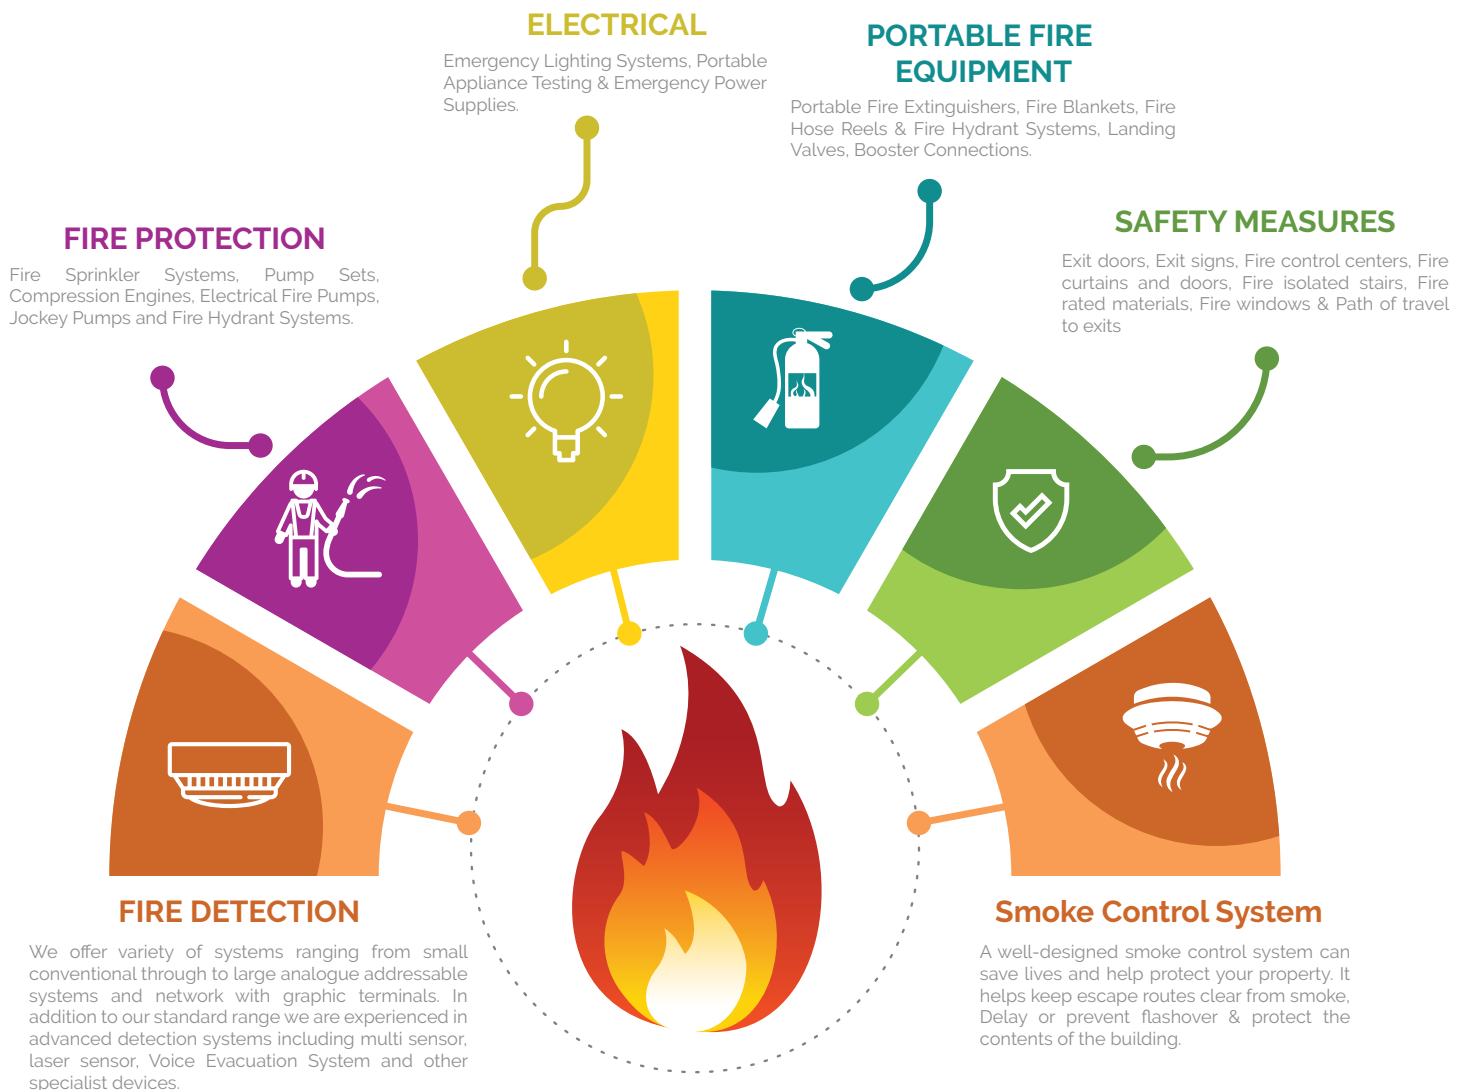 ELECTRICAL
Emergency Lighting Systems, Portable
Appliance Testing & Emergency Power
Supplies.
PORTABLE FIRE
EQUIPMENT
Portable Fire Extinguishers, Fire Blankets, Fire
Hose Reels & Fire Hydrant Systems, Landing
Valves, Booster Connections.
FIRE PROTECTION
Fire Sprinkler Systems, Pump Sets,
Compression Engines, Electrical Fire Pumps,
Jockey Pumps and Fire Hydrant Systems.
SAFETY MEASURES
Exit doors, Exit signs, Fire control centers, Fire
curtains and doors, Fire isolated stairs, Fire
rated materials, Fire windows & Path of travel
to exits
FIRE DETECTION
We offer variety of systems ranging from small
conventional through to large analogue addressable
systems and network with graphic terminals. In
addition to our standard range we are experienced in
advanced detection systems including multi sensor,
laser sensor, Voice Evacuation System and other
specialist devices.
Smoke Control System
A well-designed smoke control system can
save lives and help protect your property. It
helps keep escape routes clear from smoke,
Delay or prevent flashover & protect the
contents of the building.